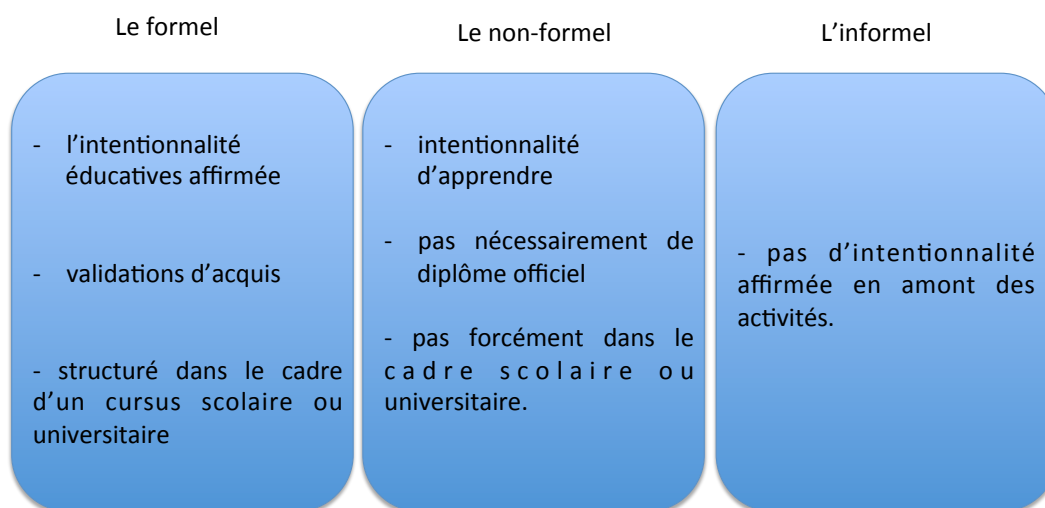 Le formel
Le non-formel
L'informel
- l'intentionnalité
éducatives affirmée
- validations d'acquis
- structuré dans le cadre
d'un cursus scolaire ou
universitaire
- intentionnalité
d'apprendre
- pas nécessairement de
diplôme officiel
- pas forcément dans le
cadre scolaire ou
universitaire.
- pas d'intentionnalité
affirmée en amont des
activités.